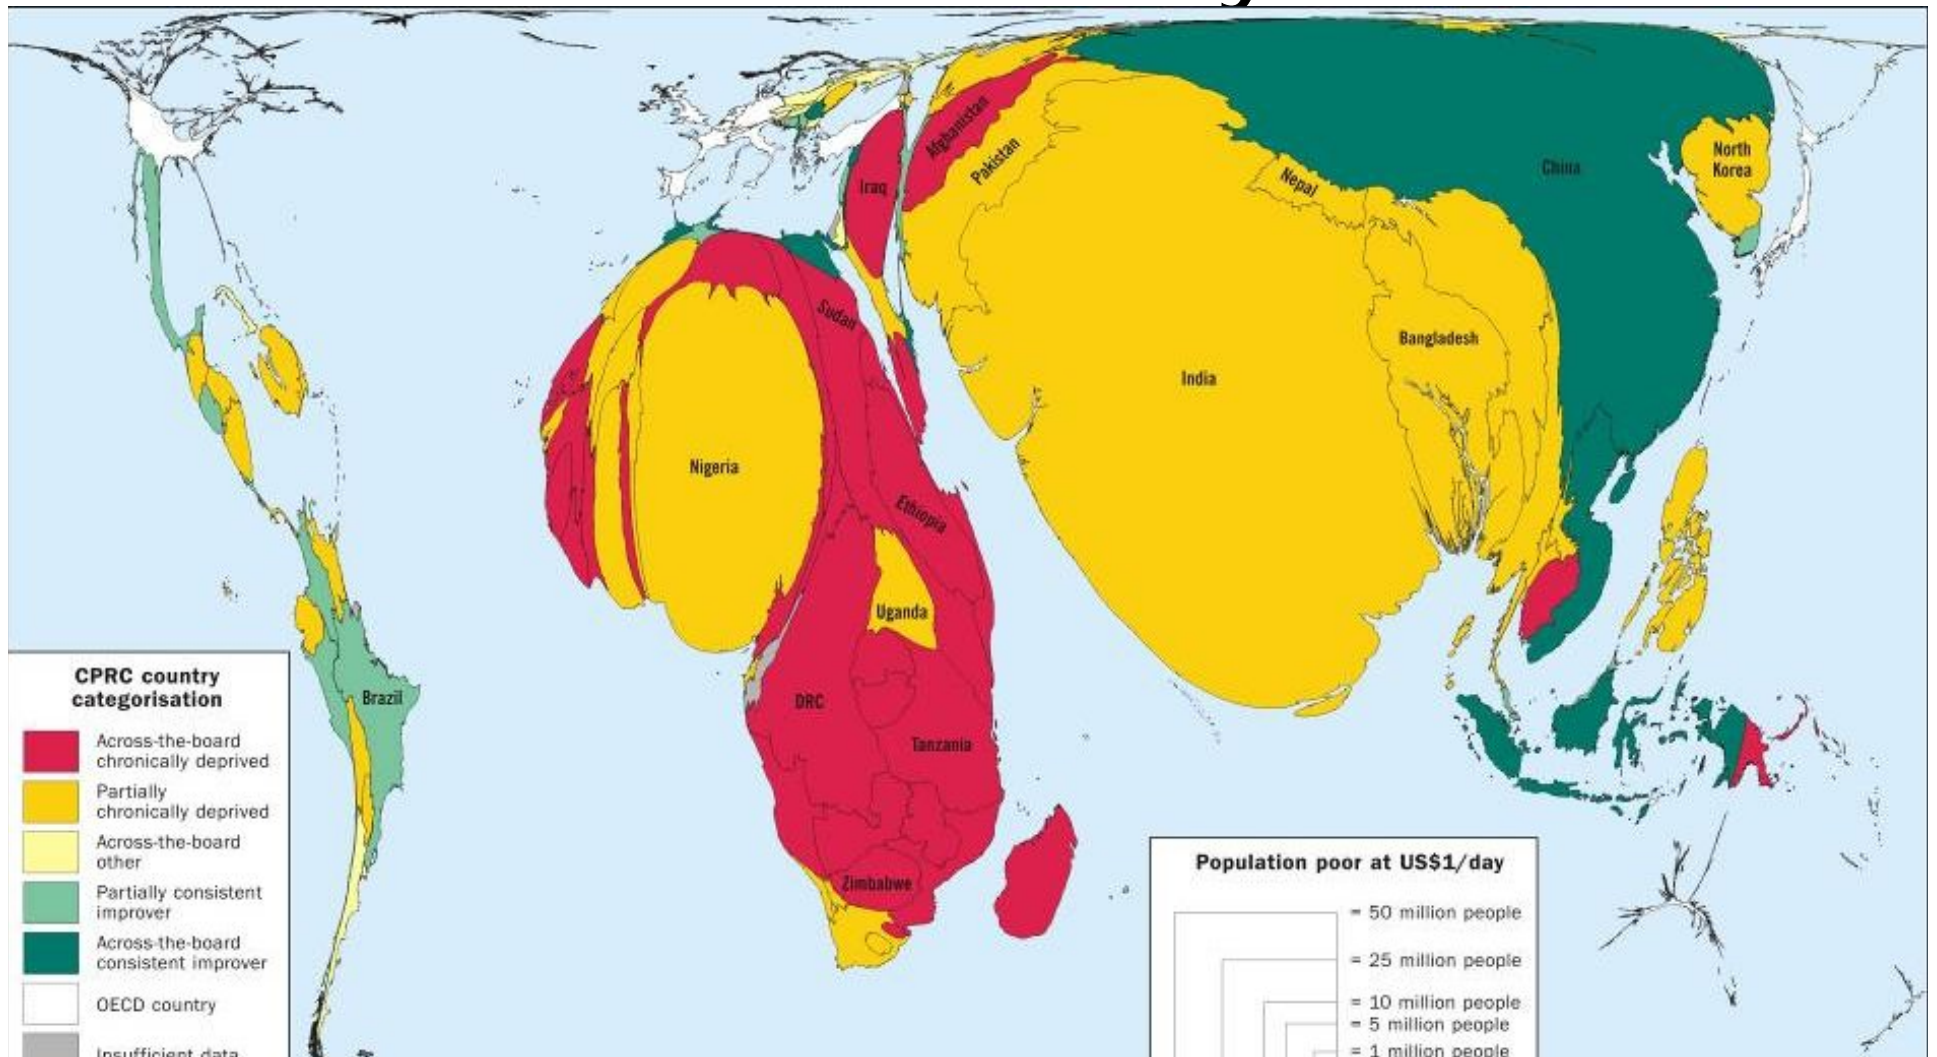 Afghanistan
Pakistan
Iraq
China
North
Korea
Nepal
Sudan
Bangladesh
India
Nigeria
Ethiopia
Uganda
DRC
Brazil
Tanzania
Zimbabwe
CPRC country
categorisation
Across-the-board
chronically deprived
Partially
chronically deprived
Across-the-board
other
Partially consistent
improver
Across-the-board
consistent improver
OECD country
Insufficient data
Population poor at US$1/day
= 50 million people
= 25 million people
= 10 million people
= 5 million people
= 1 million people